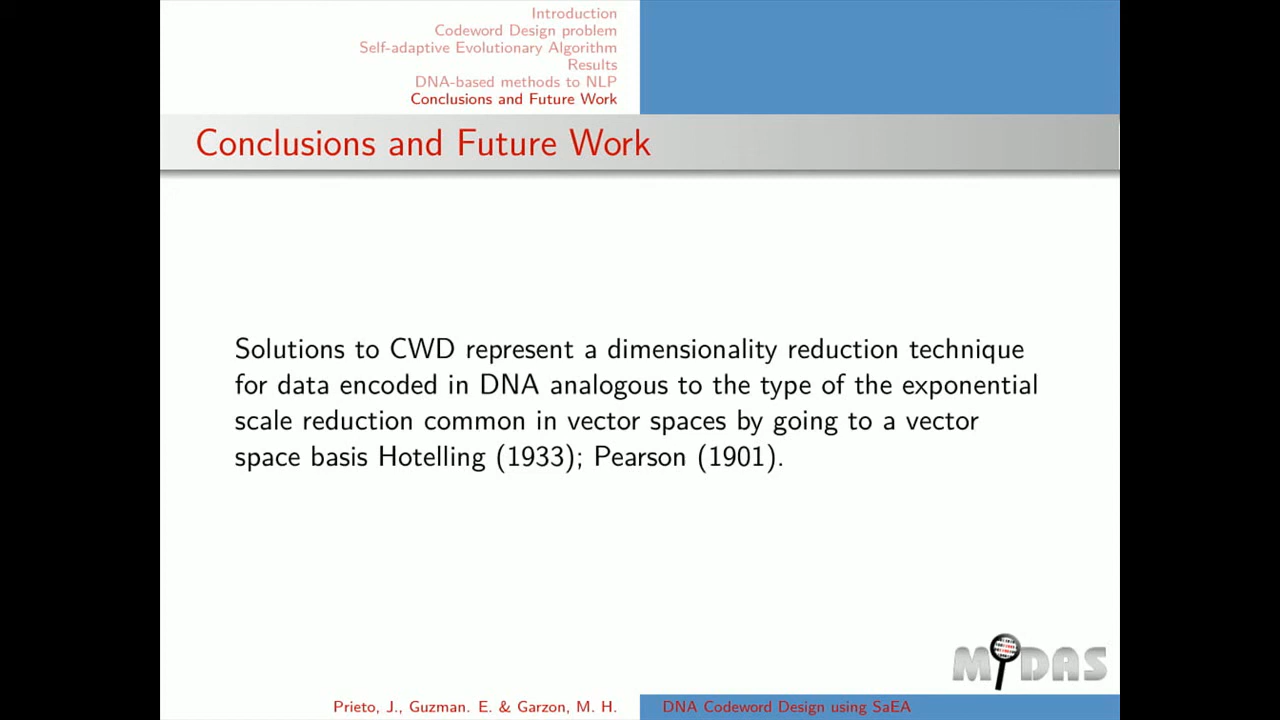 Introduction
Codeword Design problem
Self-adaptive Evolutionary Algorithm
Results
DNA-based methods to NLP
Conclusions and Future Work
Conclusions and Future Work
Solutions to CWD represent a dimensionality reduction technique
for data encoded in DNA analogous to the type of the exponential
scale reduction common in vector spaces by going to a vector
space basis Hotelling (1933); Pearson (1901).
MIDAS
Prieto, J., Guzman. E. & Garzon, M. H.
DNA Codeword Design using SaEA